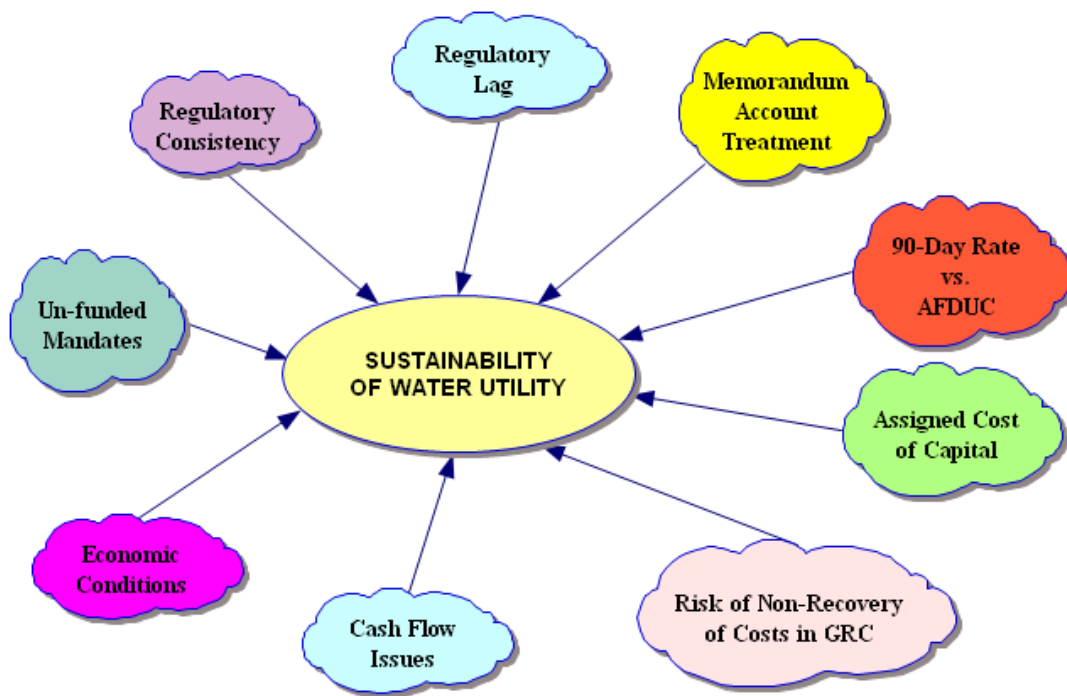 Regulatory
Lag
Memorandum
Account
Treatment
Regulatory
Consistency
90-Day Rate
vs.
AFDUC
Un-funded
Mandates
SUSTAINABILITY
OF WATER UTILITY
Assigned Cost
of Capital
Economic
Conditions
Risk of Non-Recovery
of Costs in GRC
Cash Flow
Issues